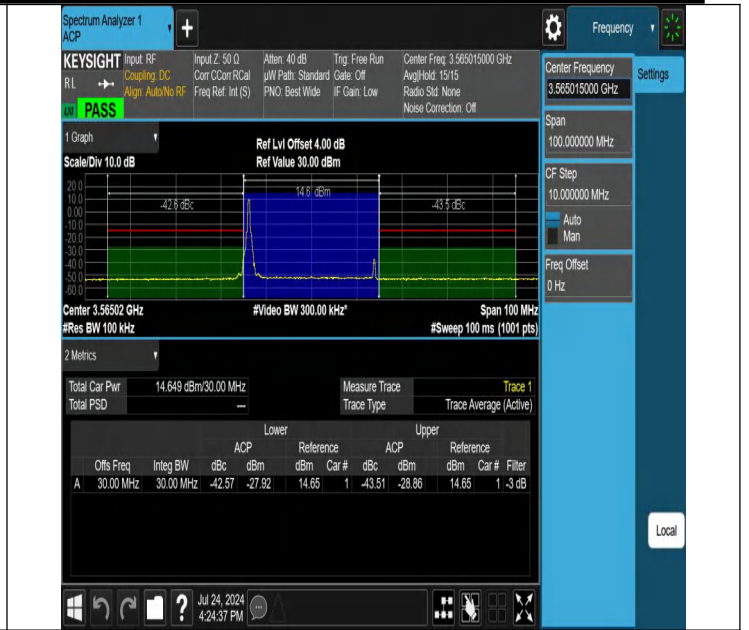 Spectrum Analyzer 1
ACP
Frequency
KEYSIGHT
RL
PASS
Input: RF
Coupling: DC
Align: Auto/No RF
Input Z: 50 Ω
Corr CCorr RCal
Freq Ref: Int (S)
Atten: 40 dB
µW Path: Standard
PNO: Best Wide
Trig: Free Run
Gate: Off
IF Gain: Low
Center Freq: 3.565015000 GHz
Avg|Hold: 15/15
Radio Std: None
Noise Correction: Off
Center Frequency
3.565015000 GHz
Settings
Span
100.000000 MHz
CF Step
10.000000 MHz
Auto
Man
Freq Offset
0 Hz
1 Graph
Scale/Div 10.0 dB
Ref Lvl Offset 4.00 dB
Ref Value 30.00 dBm
20.0
10.0
0.00
-10.0
-20.0
-30.0
-40.0
-50.0
-60.0
-42.6 dBc
14.6 dBm
-43.5 dBc
Center 3.56502 GHz
#Video BW 300.00 kHz*
Span 100 MHz
#Res BW 100 kHz
#Sweep 100 ms (1001 pts)
2 Metrics
Total Car Pwr 14.649 dBm/30.00 MHz
Total PSD ---
Measure Trace Trace 1
Trace Type Trace Average (Active)
Lower Upper
ACP Reference ACP Reference
Offs Freq Integ BW dBc dBm dBm Car # dBc dBm dBm Car # Filter
A 30.00 MHz 30.00 MHz -42.57 -27.92 14.65 1 -43.51 -28.86 14.65 1 -3 dB
Local
Jul 24, 2024
4:24:37 PM